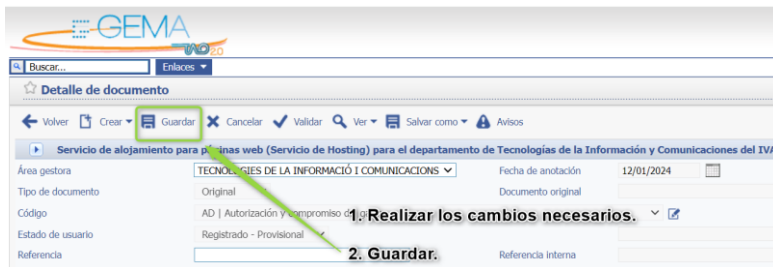 GEMA
TAO 2.0
Buscar... Enlaces
Detalle de documento
Volver Crear Guardar Cancelar Validar Ver Salvar como Avisos
Servicio de alojamiento para páginas web (Servicio de Hosting) para el departamento de Tecnologías de la Información y Comunicaciones del IVA
Área gestora TECNOLOGIES DE LA INFORMACIÓ I COMUNICACIONS Fecha de anotación 12/01/2024
Tipo de documento Original Documento original
Código AD | Autorización y compromiso de 1. Realizar los cambios necesarios.
Estado de usuario Registrado - Provisional
Referencia 2. Guardar. Referencia interna